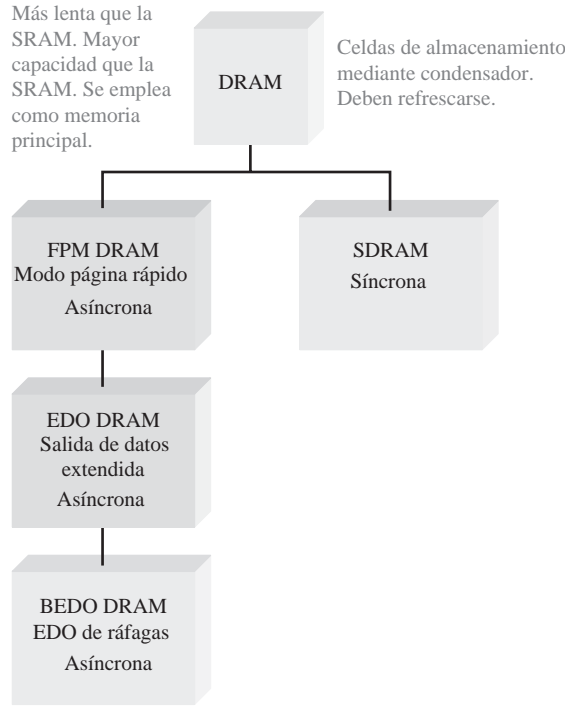 Más lenta que la
SRAM. Mayor
capacidad que la
SRAM. Se emplea
como memoria
principal.
DRAM
Celdas de almacenamiento
mediante condensador.
Deben refrescarse.
FPM DRAM
Modo página rápido
Asíncrona
SDRAM
Síncrona
EDO DRAM
Salida de datos
extendida
Asíncrona
BEDO DRAM
EDO de ráfagas
Asíncrona